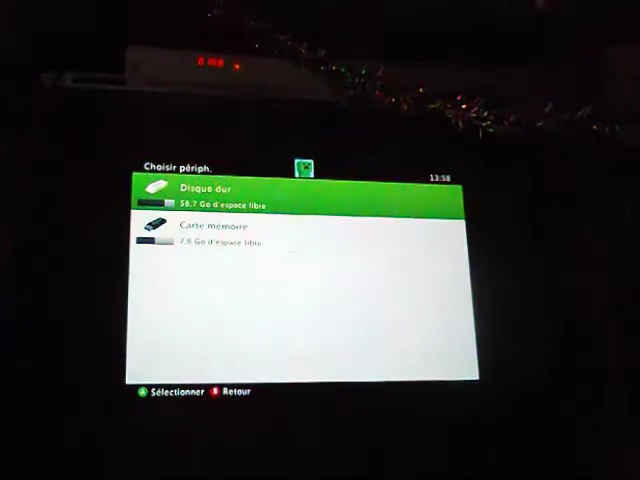 Choisir périph.
13:58
Disque dur
58,7 Go d'espace libre
Carte mémoire
7,8 Go d'espace libre
A Sélectionner B Retour